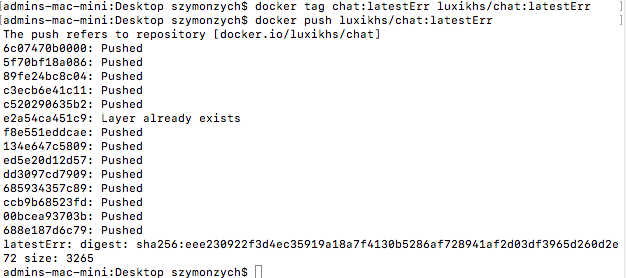 [admins-mac-mini:Desktop szymonzych$ docker tag chat:latestErr luxikhs/chat:latestErr ]
[admins-mac-mini:Desktop szymonzych$ docker push luxikhs/chat:latestErr ]
The push refers to repository [docker.io/luxikhs/chat]
6c07470b0000: Pushed
5f70bf18a086: Pushed
89fe24bc8c04: Pushed
c3ecb6e41c11: Pushed
c520290635b2: Pushed
e2a54ca451c9: Layer already exists
f8e551eddcae: Pushed
134e647c5809: Pushed
ed5e20d12d57: Pushed
dd3097cd7909: Pushed
685934357c89: Pushed
ccb9b68523fd: Pushed
00bcea93703b: Pushed
688e187d6c79: Pushed
latestErr: digest: sha256:eee230922f3d4ec35919a18a7f4130b5286af728941af2d03df3965d260d2e
72 size: 3265
admins-mac-mini:Desktop szymonzych$